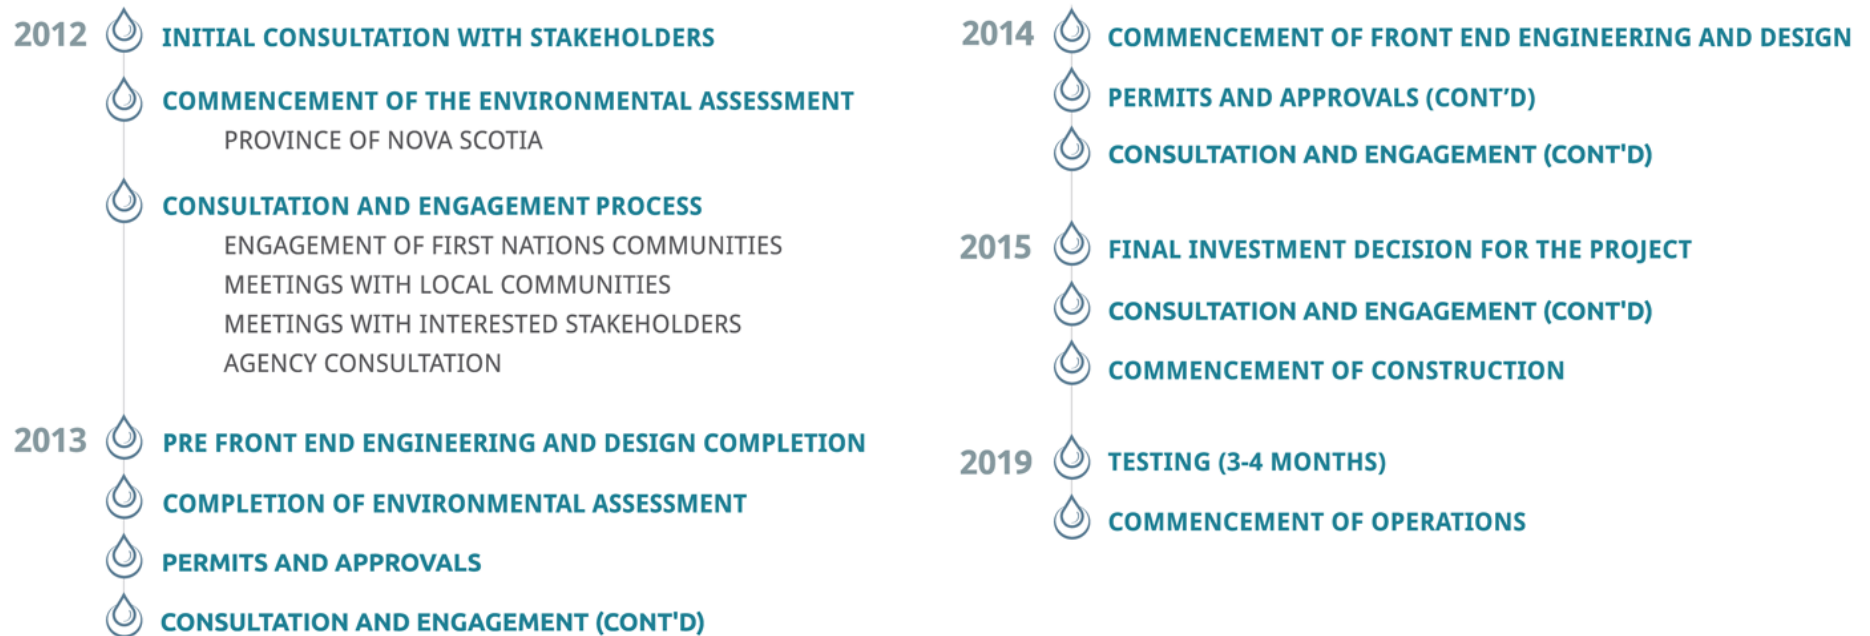 2012 INITIAL CONSULTATION WITH STAKEHOLDERS
COMMENCEMENT OF THE ENVIRONMENTAL ASSESSMENT
PROVINCE OF NOVA SCOTIA
CONSULTATION AND ENGAGEMENT PROCESS
ENGAGEMENT OF FIRST NATIONS COMMUNITIES
MEETINGS WITH LOCAL COMMUNITIES
MEETINGS WITH INTERESTED STAKEHOLDERS
AGENCY CONSULTATION
2013 PRE FRONT END ENGINEERING AND DESIGN COMPLETION
COMPLETION OF ENVIRONMENTAL ASSESSMENT
PERMITS AND APPROVALS
CONSULTATION AND ENGAGEMENT (CONT'D)
2014 COMMENCEMENT OF FRONT END ENGINEERING AND DESIGN
PERMITS AND APPROVALS (CONT’D)
CONSULTATION AND ENGAGEMENT (CONT'D)
2015 FINAL INVESTMENT DECISION FOR THE PROJECT
CONSULTATION AND ENGAGEMENT (CONT'D)
COMMENCEMENT OF CONSTRUCTION
2019 TESTING (3-4 MONTHS)
COMMENCEMENT OF OPERATIONS